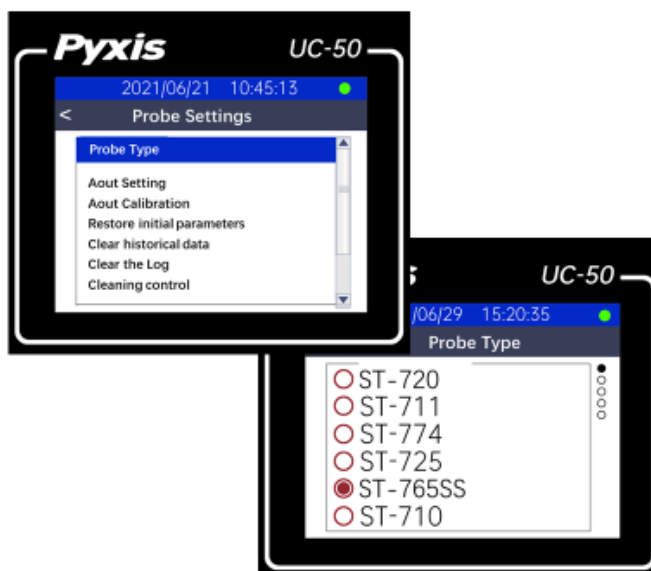 Pyxis UC-50
2021/06/21 10:45:13
< Probe Settings
Probe Type
Aout Setting
Aout Calibration
Restore initial parameters
Clear historical data
Clear the Log
Cleaning control
UC-50
/06/29 15:20:35
Probe Type
ST-720
ST-711
ST-774
ST-725
ST-765SS
ST-710